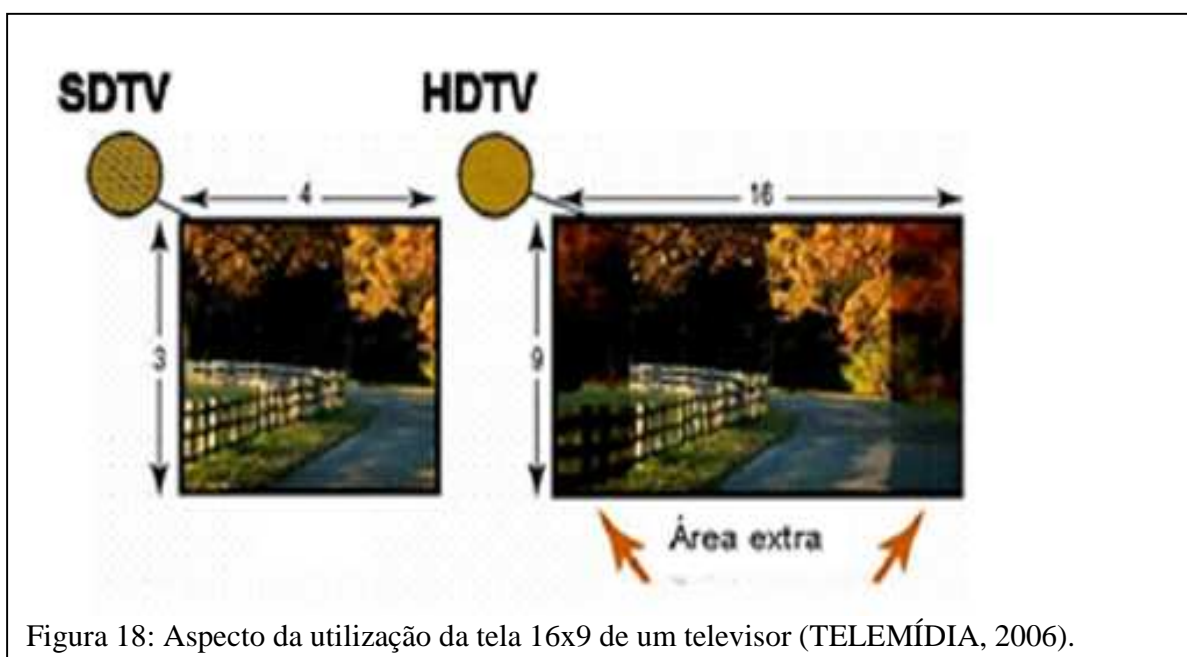 SDTV
HDTV
4
16
3
9
Área extra
Figura 18: Aspecto da utilização da tela 16x9 de um televisor (TELEMÍDIA, 2006).